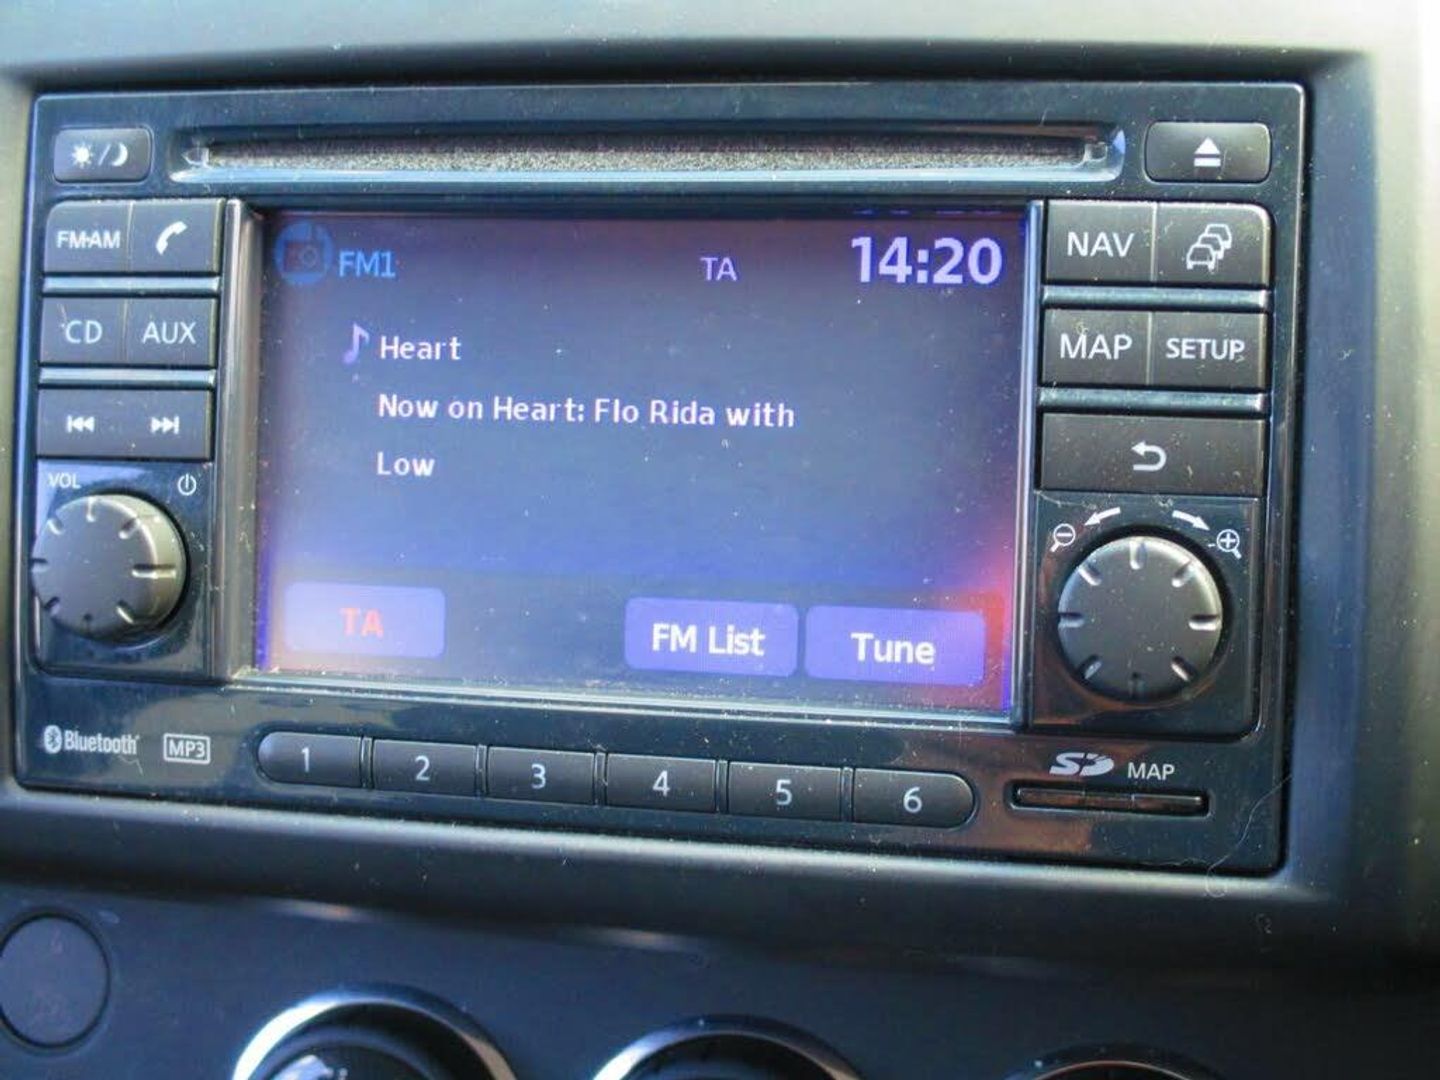 FM·AM
NAV
FM1
TA
14:20
CD
AUX
Heart
MAP
SETUP
Now on Heart: Flo Rida with
Low
VOL
TA
FM List
Tune
Bluetooth
MP3
1
2
3
4
5
6
SD
MAP